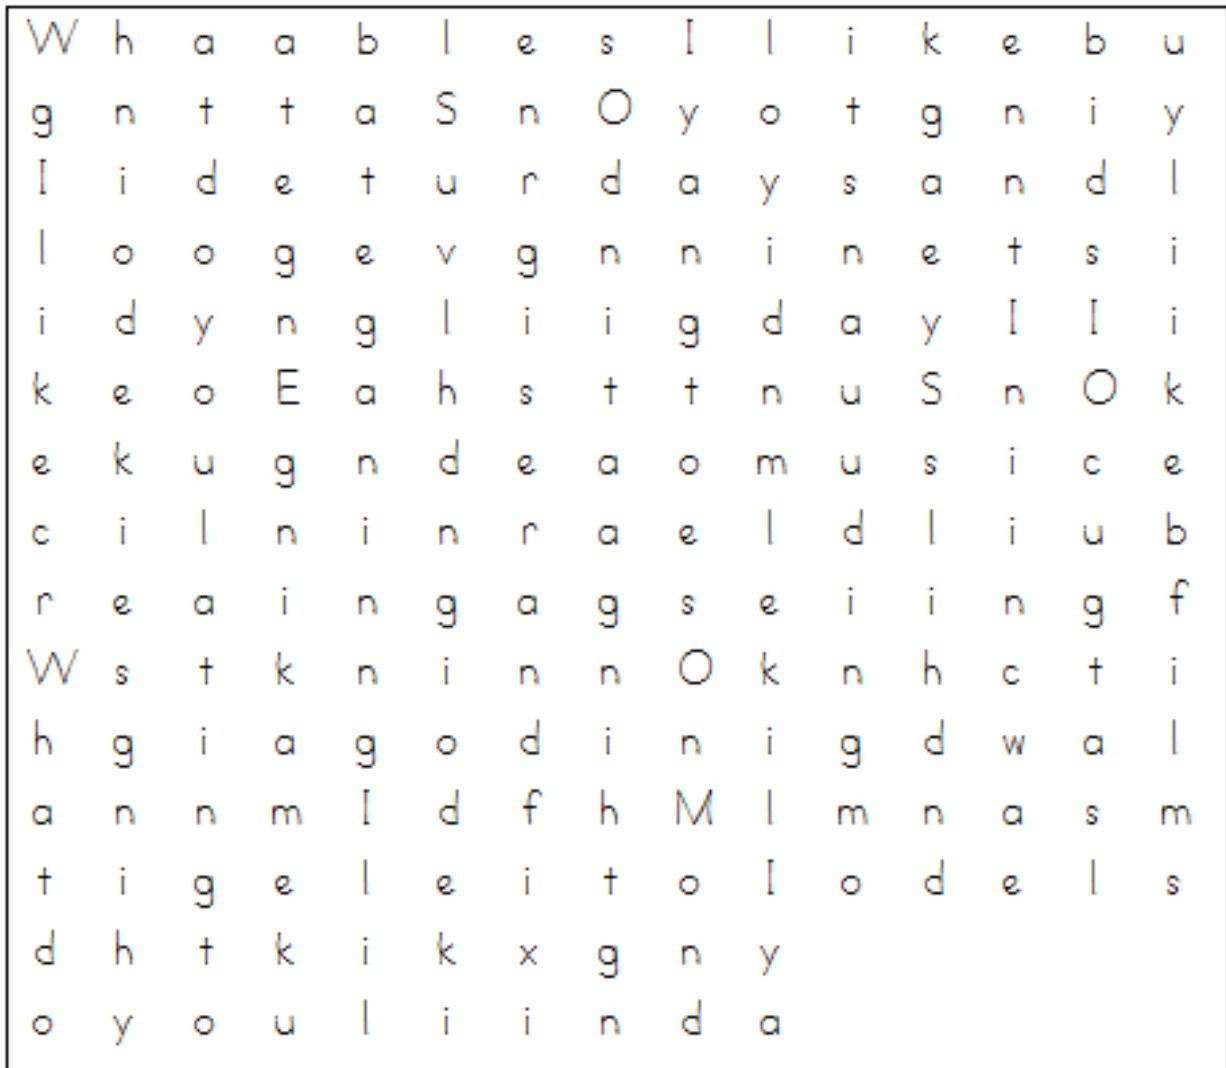 W h a a b l e s I l i k e b u
g n t t a S n O y o t g n i y
I i d e t u r d a y s a n d l
l o o g e v g n n i n e t s i
i d y n g l i i g d a y I I i
k e o E a h s t t n u S n O k
e k u g n d e a o m u s i c e
c i l n i n r a e l d l i u b
r e a i n g a g s e i i n g f
W s t k n i n n O k n h c t i
h g i a g o d i n i g d w a l
a n n m I d f h M l m n a s m
t i g e l e i t o I o d e l s
d h t k i k x g n y
o y o u l i i n d a